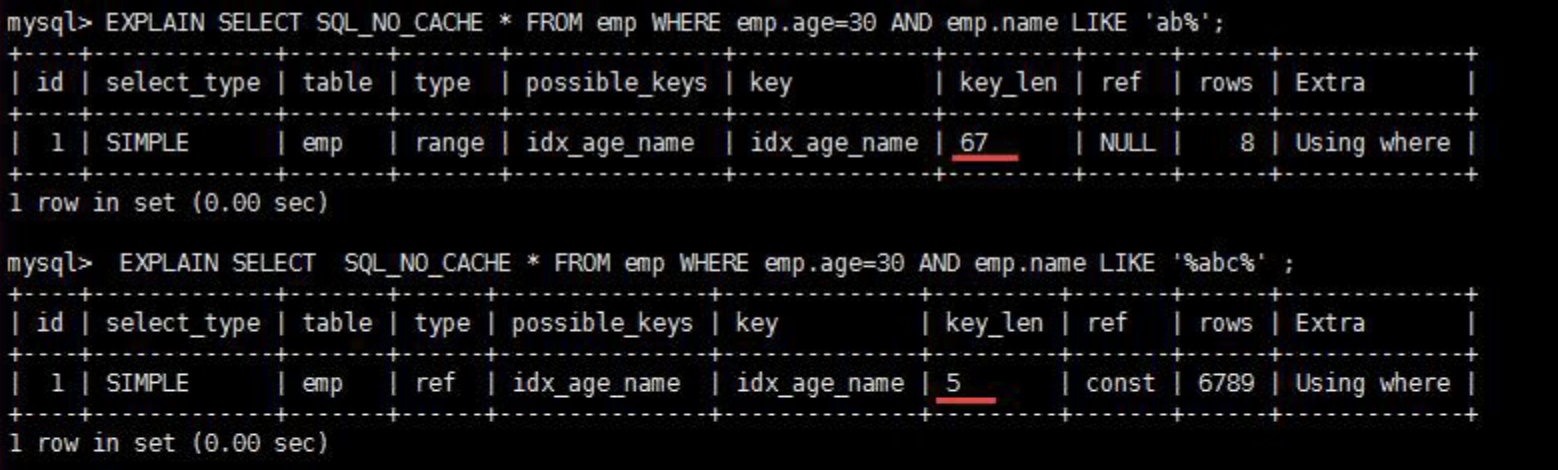 mysql> EXPLAIN SELECT SQL_NO_CACHE * FROM emp WHERE emp.age=30 AND emp.name LIKE 'ab%';
+----+-------------+-------+-------+---------------+--------------+---------+------+------+-------------+
| id | select_type | table | type  | possible_keys | key          | key_len | ref  | rows | Extra       |
+----+-------------+-------+-------+---------------+--------------+---------+------+------+-------------+
|  1 | SIMPLE      | emp   | range | idx_age_name  | idx_age_name | 67      | NULL |    8 | Using where |
+----+-------------+-------+-------+---------------+--------------+---------+------+------+-------------+
1 row in set (0.00 sec)
mysql>  EXPLAIN SELECT  SQL_NO_CACHE * FROM emp WHERE emp.age=30 AND emp.name LIKE '%abc%' ;
+----+-------------+-------+------+---------------+--------------+---------+-------+------+-------------+
| id | select_type | table | type | possible_keys | key          | key_len | ref   | rows | Extra       |
+----+-------------+-------+------+---------------+--------------+---------+-------+------+-------------+
|  1 | SIMPLE      | emp   | ref  | idx_age_name  | idx_age_name | 5       | const | 6789 | Using where |
+----+-------------+-------+------+---------------+--------------+---------+-------+------+-------------+
1 row in set (0.00 sec)